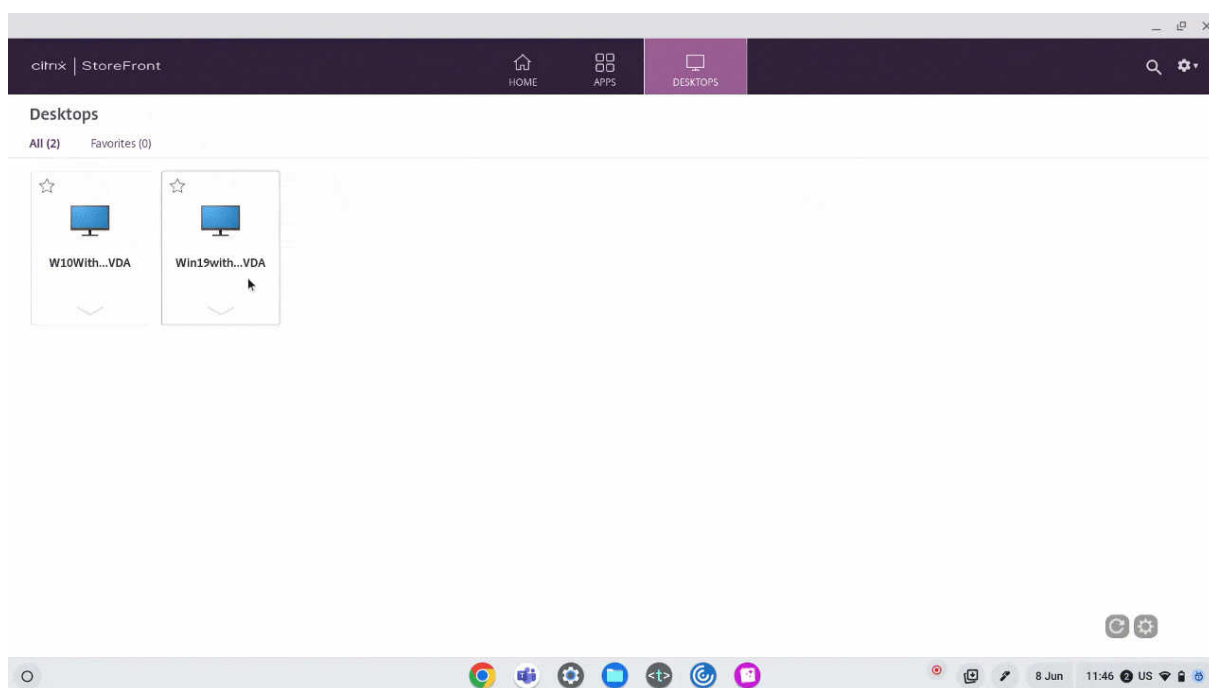 citrix | StoreFront
HOME
APPS
DESKTOPS
Desktops
All (2) Favorites (0)
W10With...VDA
Win19with...VDA
<t>
8 Jun 11:46 2 US